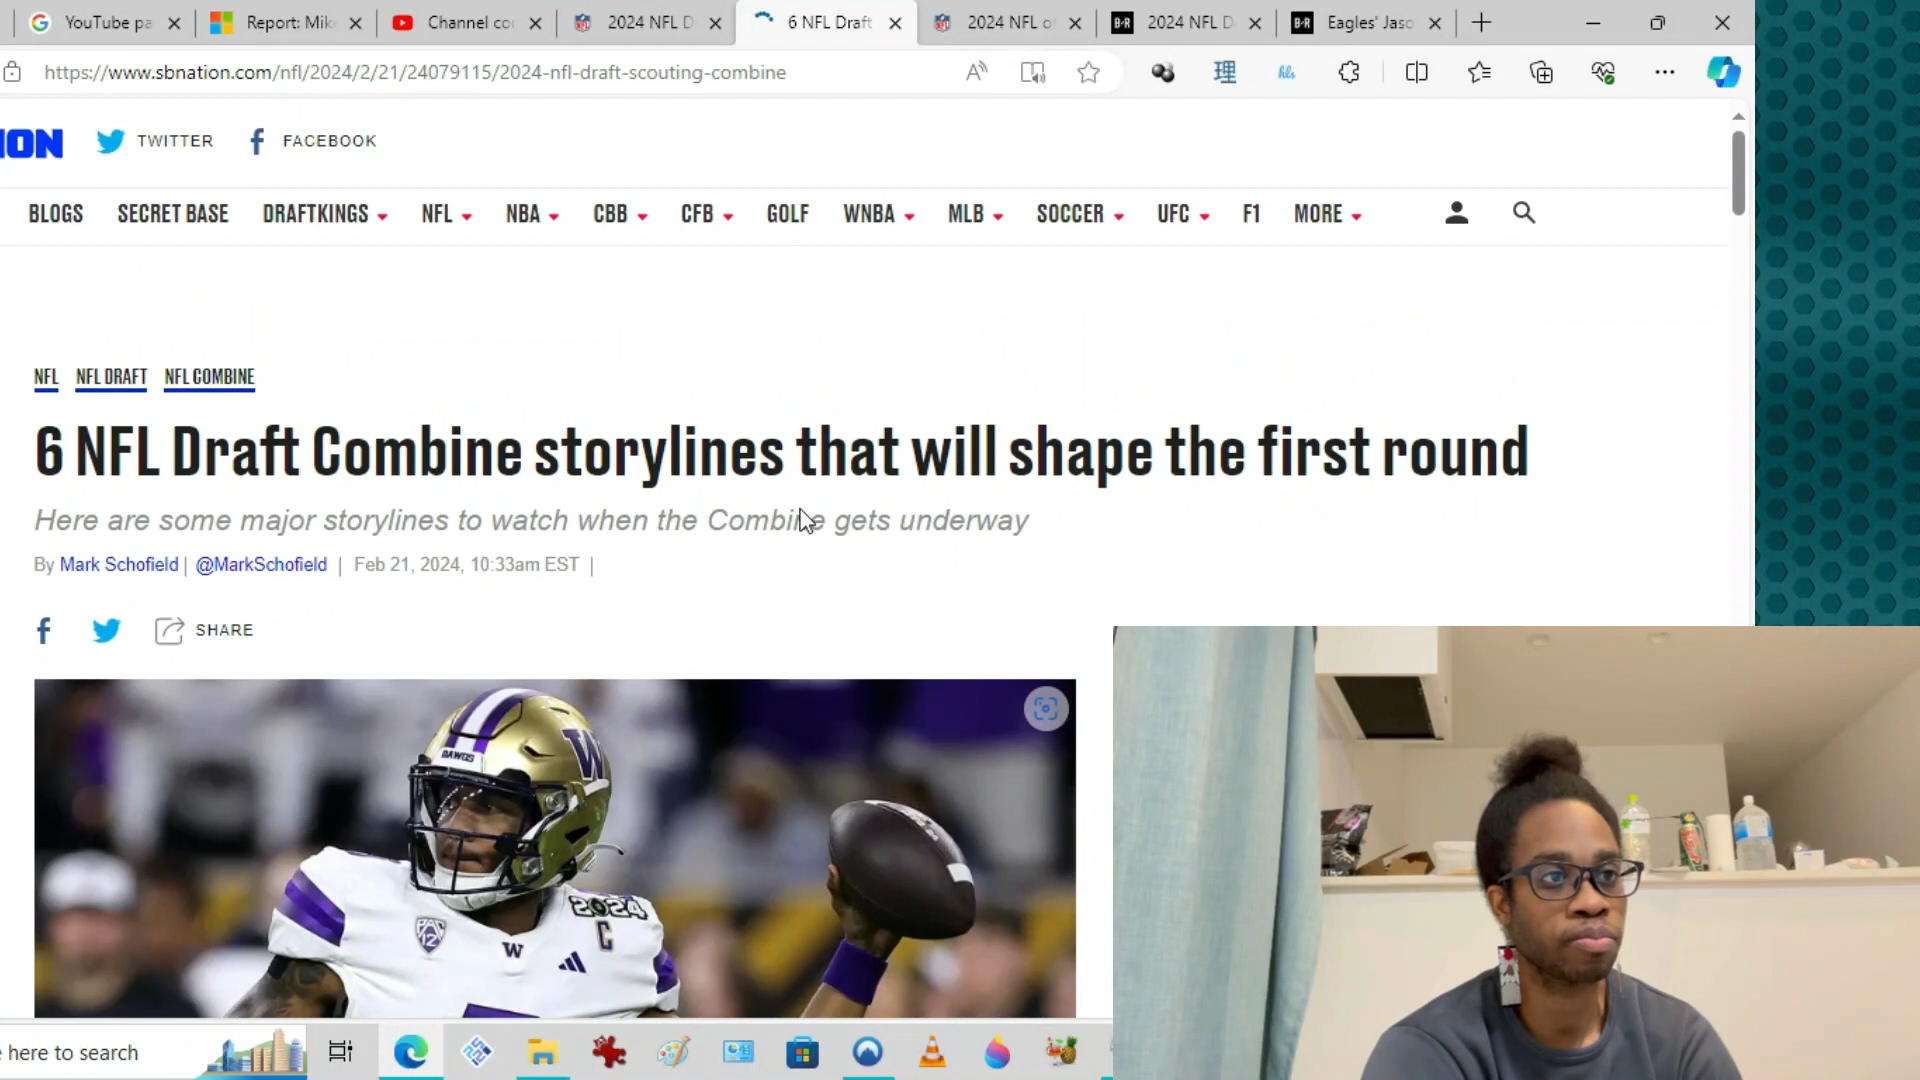 YouTube pa
Report: Mik
Channel co
2024 NFL D
6 NFL Draft
2024 NFL o
B/R
2024 NFL D
B/R
Eagles' Jaso
https://www.sbnation.com/nfl/2024/2/21/24079115/2024-nfl-draft-scouting-combine
理
hls
ION
TWITTER
FACEBOOK
BLOGS
SECRET BASE
DRAFTKINGS
NFL
NBA
CBB
CFB
GOLF
WNBA
MLB
SOCCER
UFC
F1
MORE
NFL
NFL DRAFT
NFL COMBINE
6 NFL Draft Combine storylines that will shape the first round
Here are some major storylines to watch when the Combine gets underway
By Mark Schofield | @MarkSchofield | Feb 21, 2024, 10:33am EST |
SHARE
DAWGS
W
2024
C
PAC
12
W
here to search